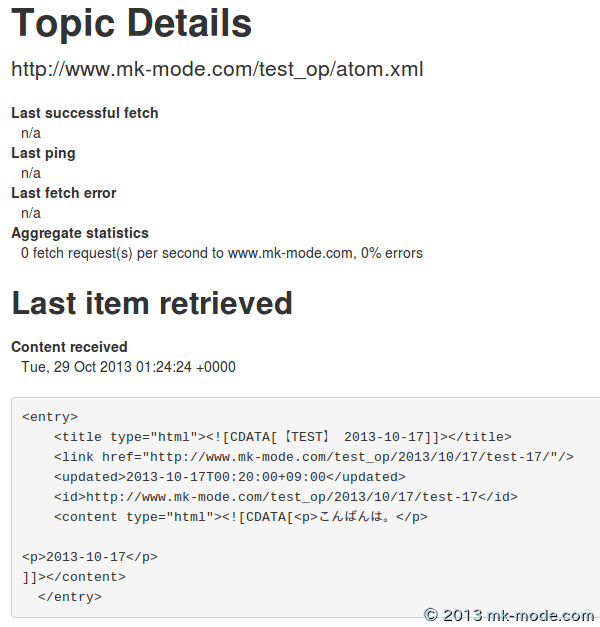 Topic Details
http://www.mk-mode.com/test_op/atom.xml
Last successful fetch
n/a
Last ping
n/a
Last fetch error
n/a
Aggregate statistics
0 fetch request(s) per second to www.mk-mode.com, 0% errors
Last item retrieved
Content received
Tue, 29 Oct 2013 01:24:24 +0000
<entry>
    <title type="html"><![CDATA[【TEST】 2013-10-17]]></title>
    <link href="http://www.mk-mode.com/test_op/2013/10/17/test-17/"/>
    <updated>2013-10-17T00:20:00+09:00</updated>
    <id>http://www.mk-mode.com/test_op/2013/10/17/test-17</id>
    <content type="html"><![CDATA[<p>こんばんは。</p>
<p>2013-10-17</p>
]]></content>
  </entry>
© 2013 mk-mode.com